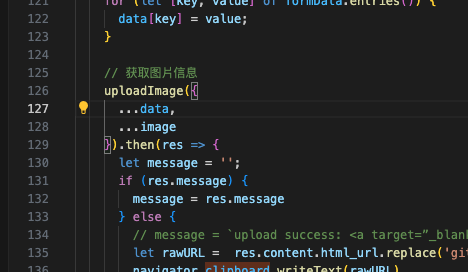 121 for (let [key, value] of formData.entries()) {
122 data[key] = value;
123 }
124
125 // 获取图片信息
126 uploadImage({
127 ...data,
128 ...image
129 }).then(res => {
130 let message = '';
131 if (res.message) {
132 message = res.message
133 } else {
134 // message = `upload success: <a target="_blank
135 let rawURL = res.content.html_url.replace('git
136 navigator.clipboard.writeText(rawURL)